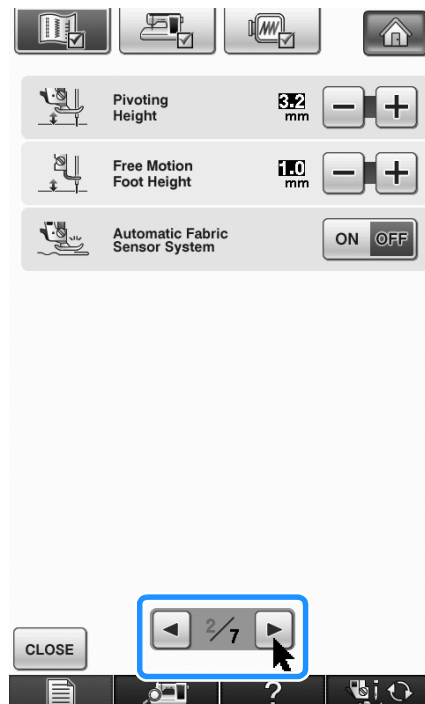 Pivoting
Height
3.2
mm
Free Motion
Foot Height
1.0
mm
Automatic Fabric
Sensor System
ON OFF
2/7
CLOSE
?